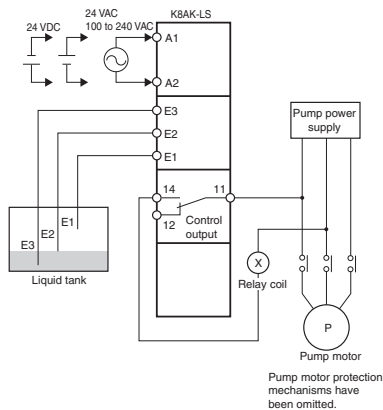 24 VDC
24 VAC
100 to 240 VAC
K8AK-LS
A1
A2
E3
E2
E1
14
11
12
Control
output
Pump power
supply
E1
E2
E3
Liquid tank
X
Relay coil
P
Pump motor
Pump motor protection
mechanisms have
been omitted.